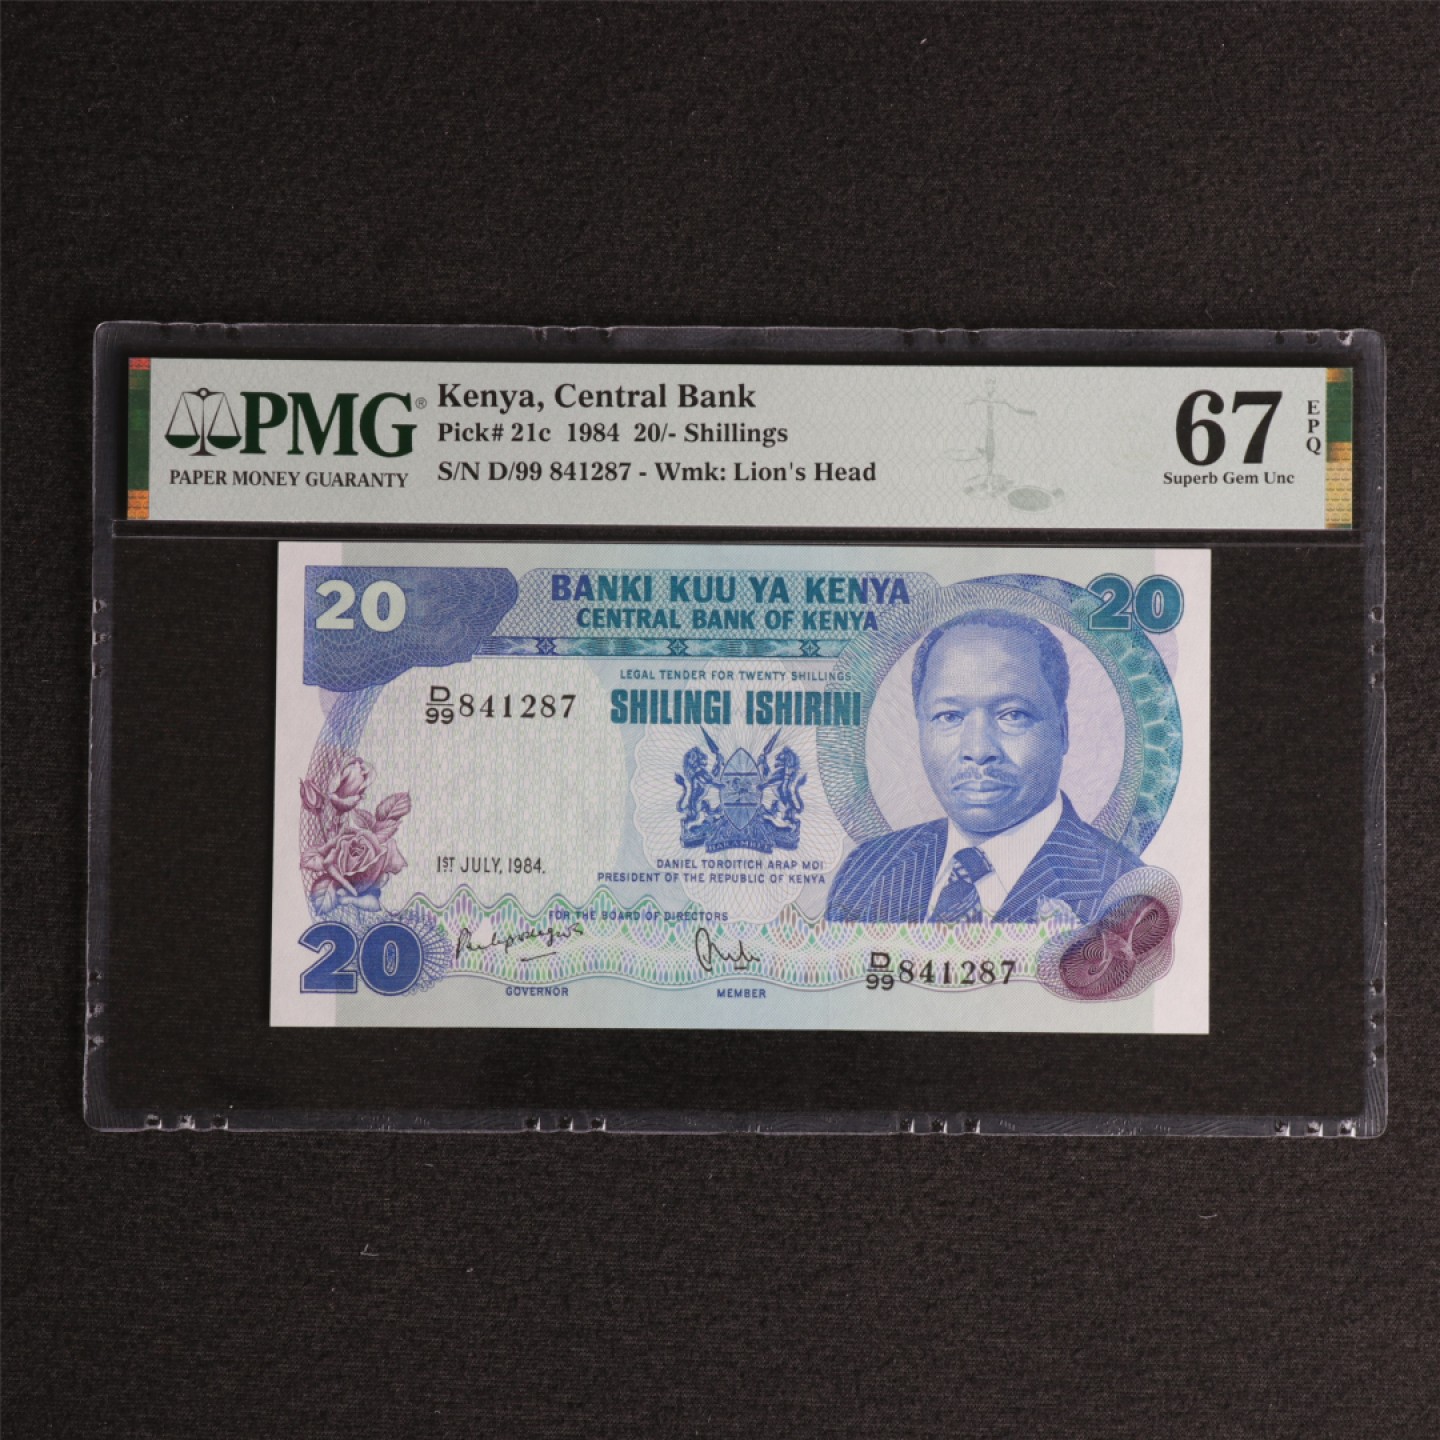 PMG®
PAPER MONEY GUARANTY
Kenya, Central Bank
Pick# 21c 1984 20/- Shillings
S/N D/99 841287 - Wmk: Lion's Head
67
EPQ
Superb Gem Unc
20
BANKI KUU YA KENYA
CENTRAL BANK OF KENYA
20
LEGAL TENDER FOR TWENTY SHILLINGS
SHILINGI ISHIRINI
D/99 841287
HARAMBEE
1ST JULY, 1984.
DANIEL TOROITICH ARAP MOI
PRESIDENT OF THE REPUBLIC OF KENYA
FOR THE BOARD OF DIRECTORS
20
GOVERNOR
MEMBER
D/99 841287